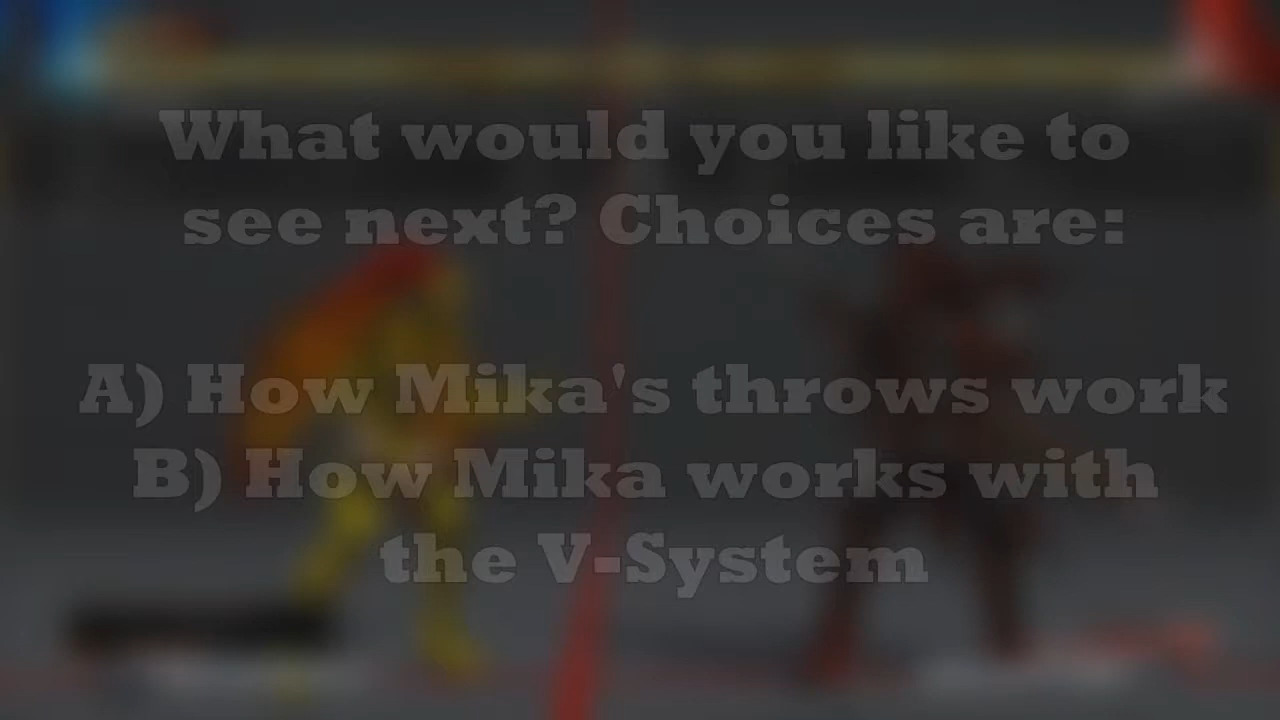 What would you like to
see next? Choices are:
A) How Mika's throws work
B) How Mika works with
the V-System